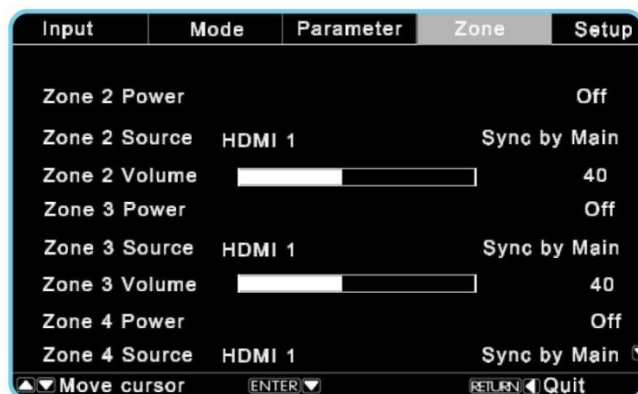 Input Mode Parameter Zone Setup
Zone 2 Power Off
Zone 2 Source HDMI 1 Sync by Main
Zone 2 Volume 40
Zone 3 Power Off
Zone 3 Source HDMI 1 Sync by Main
Zone 3 Volume 40
Zone 4 Power Off
Zone 4 Source HDMI 1 Sync by Main
Move cursor ENTER RETURN Quit